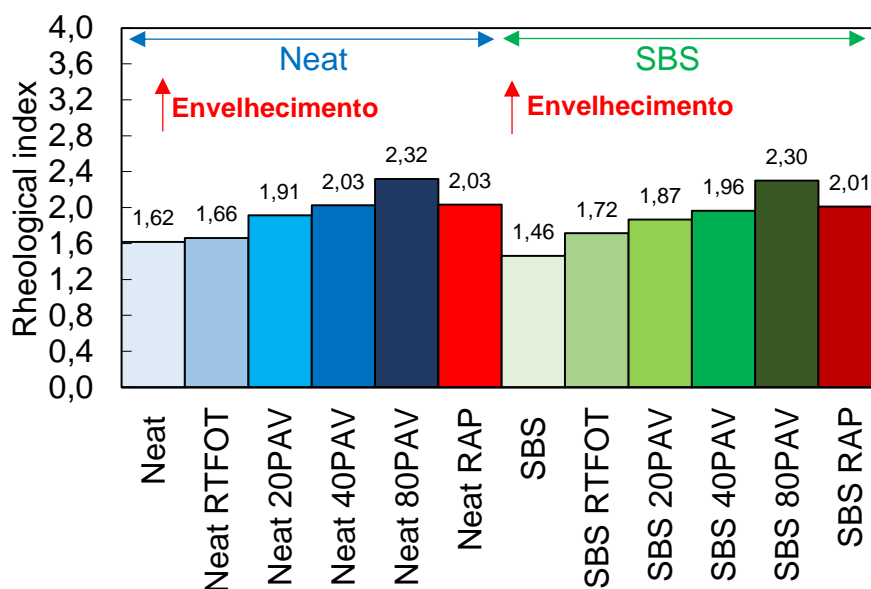 Rheological index
4,0
3,6
3,2
2,8
2,4
2,0
1,6
1,2
0,8
0,4
0,0
Neat
SBS
Envelhecimento
Envelhecimento
1,62
1,66
1,91
2,03
2,32
2,03
1,46
1,72
1,87
1,96
2,30
2,01
Neat
Neat RTFOT
Neat 20PAV
Neat 40PAV
Neat 80PAV
Neat RAP
SBS
SBS RTFOT
SBS 20PAV
SBS 40PAV
SBS 80PAV
SBS RAP